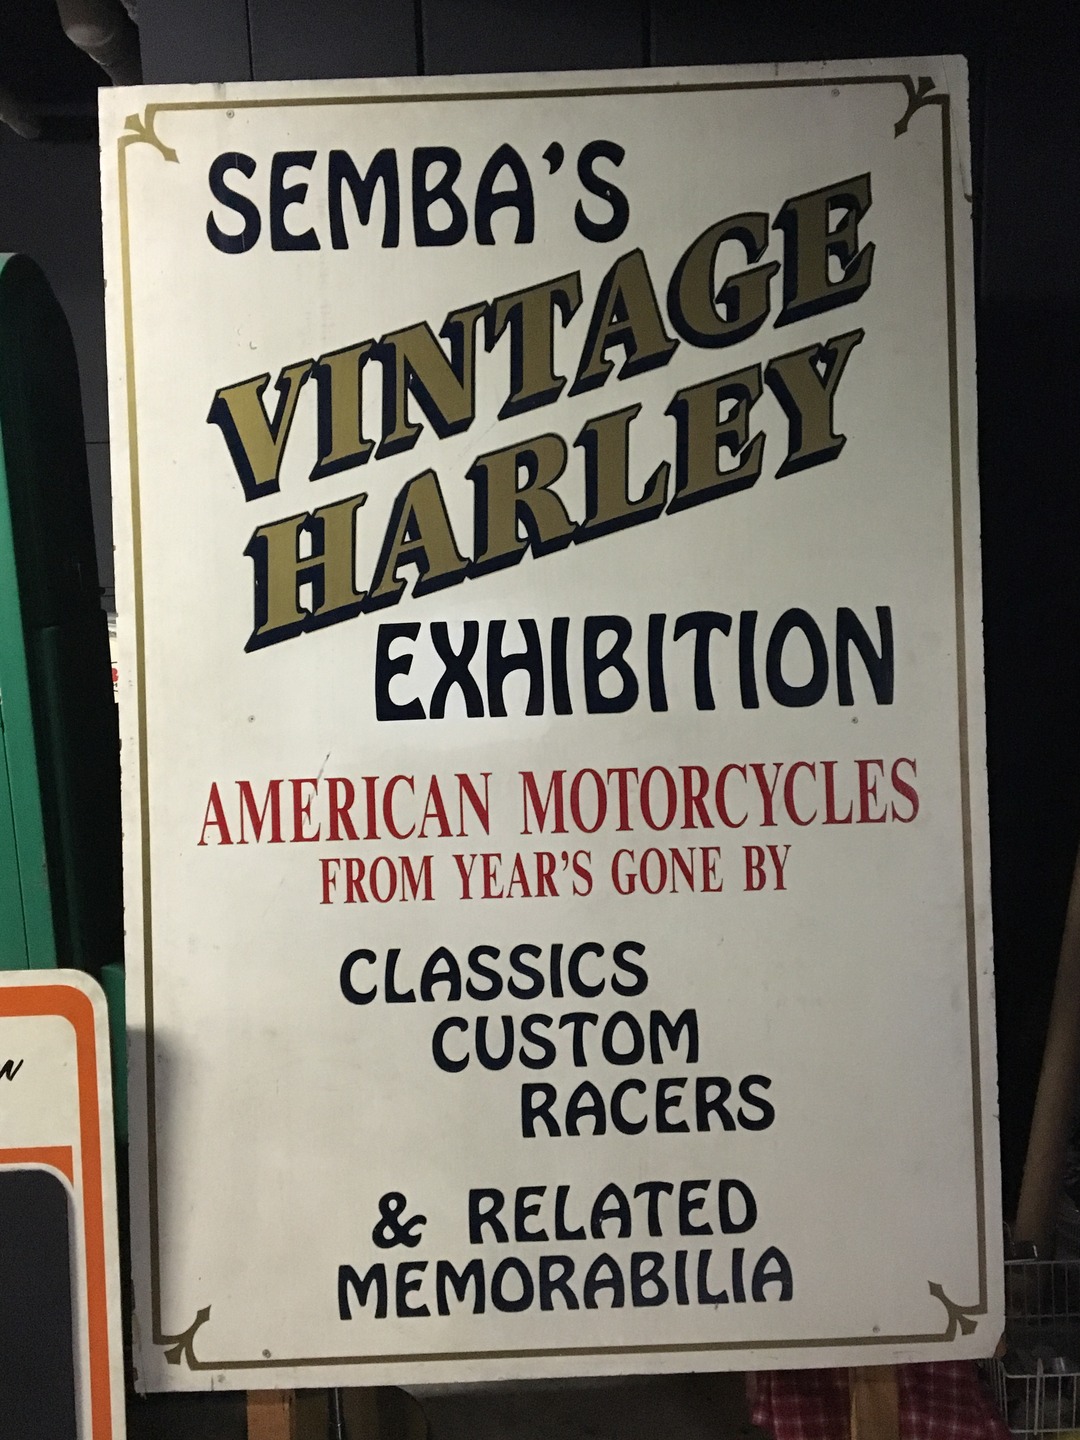 SEMBA'S
VINTAGE
HARLEY
EXHIBITION
AMERICAN MOTORCYCLES
FROM YEAR'S GONE BY
CLASSICS
CUSTOM
RACERS
& RELATED
MEMORABILIA